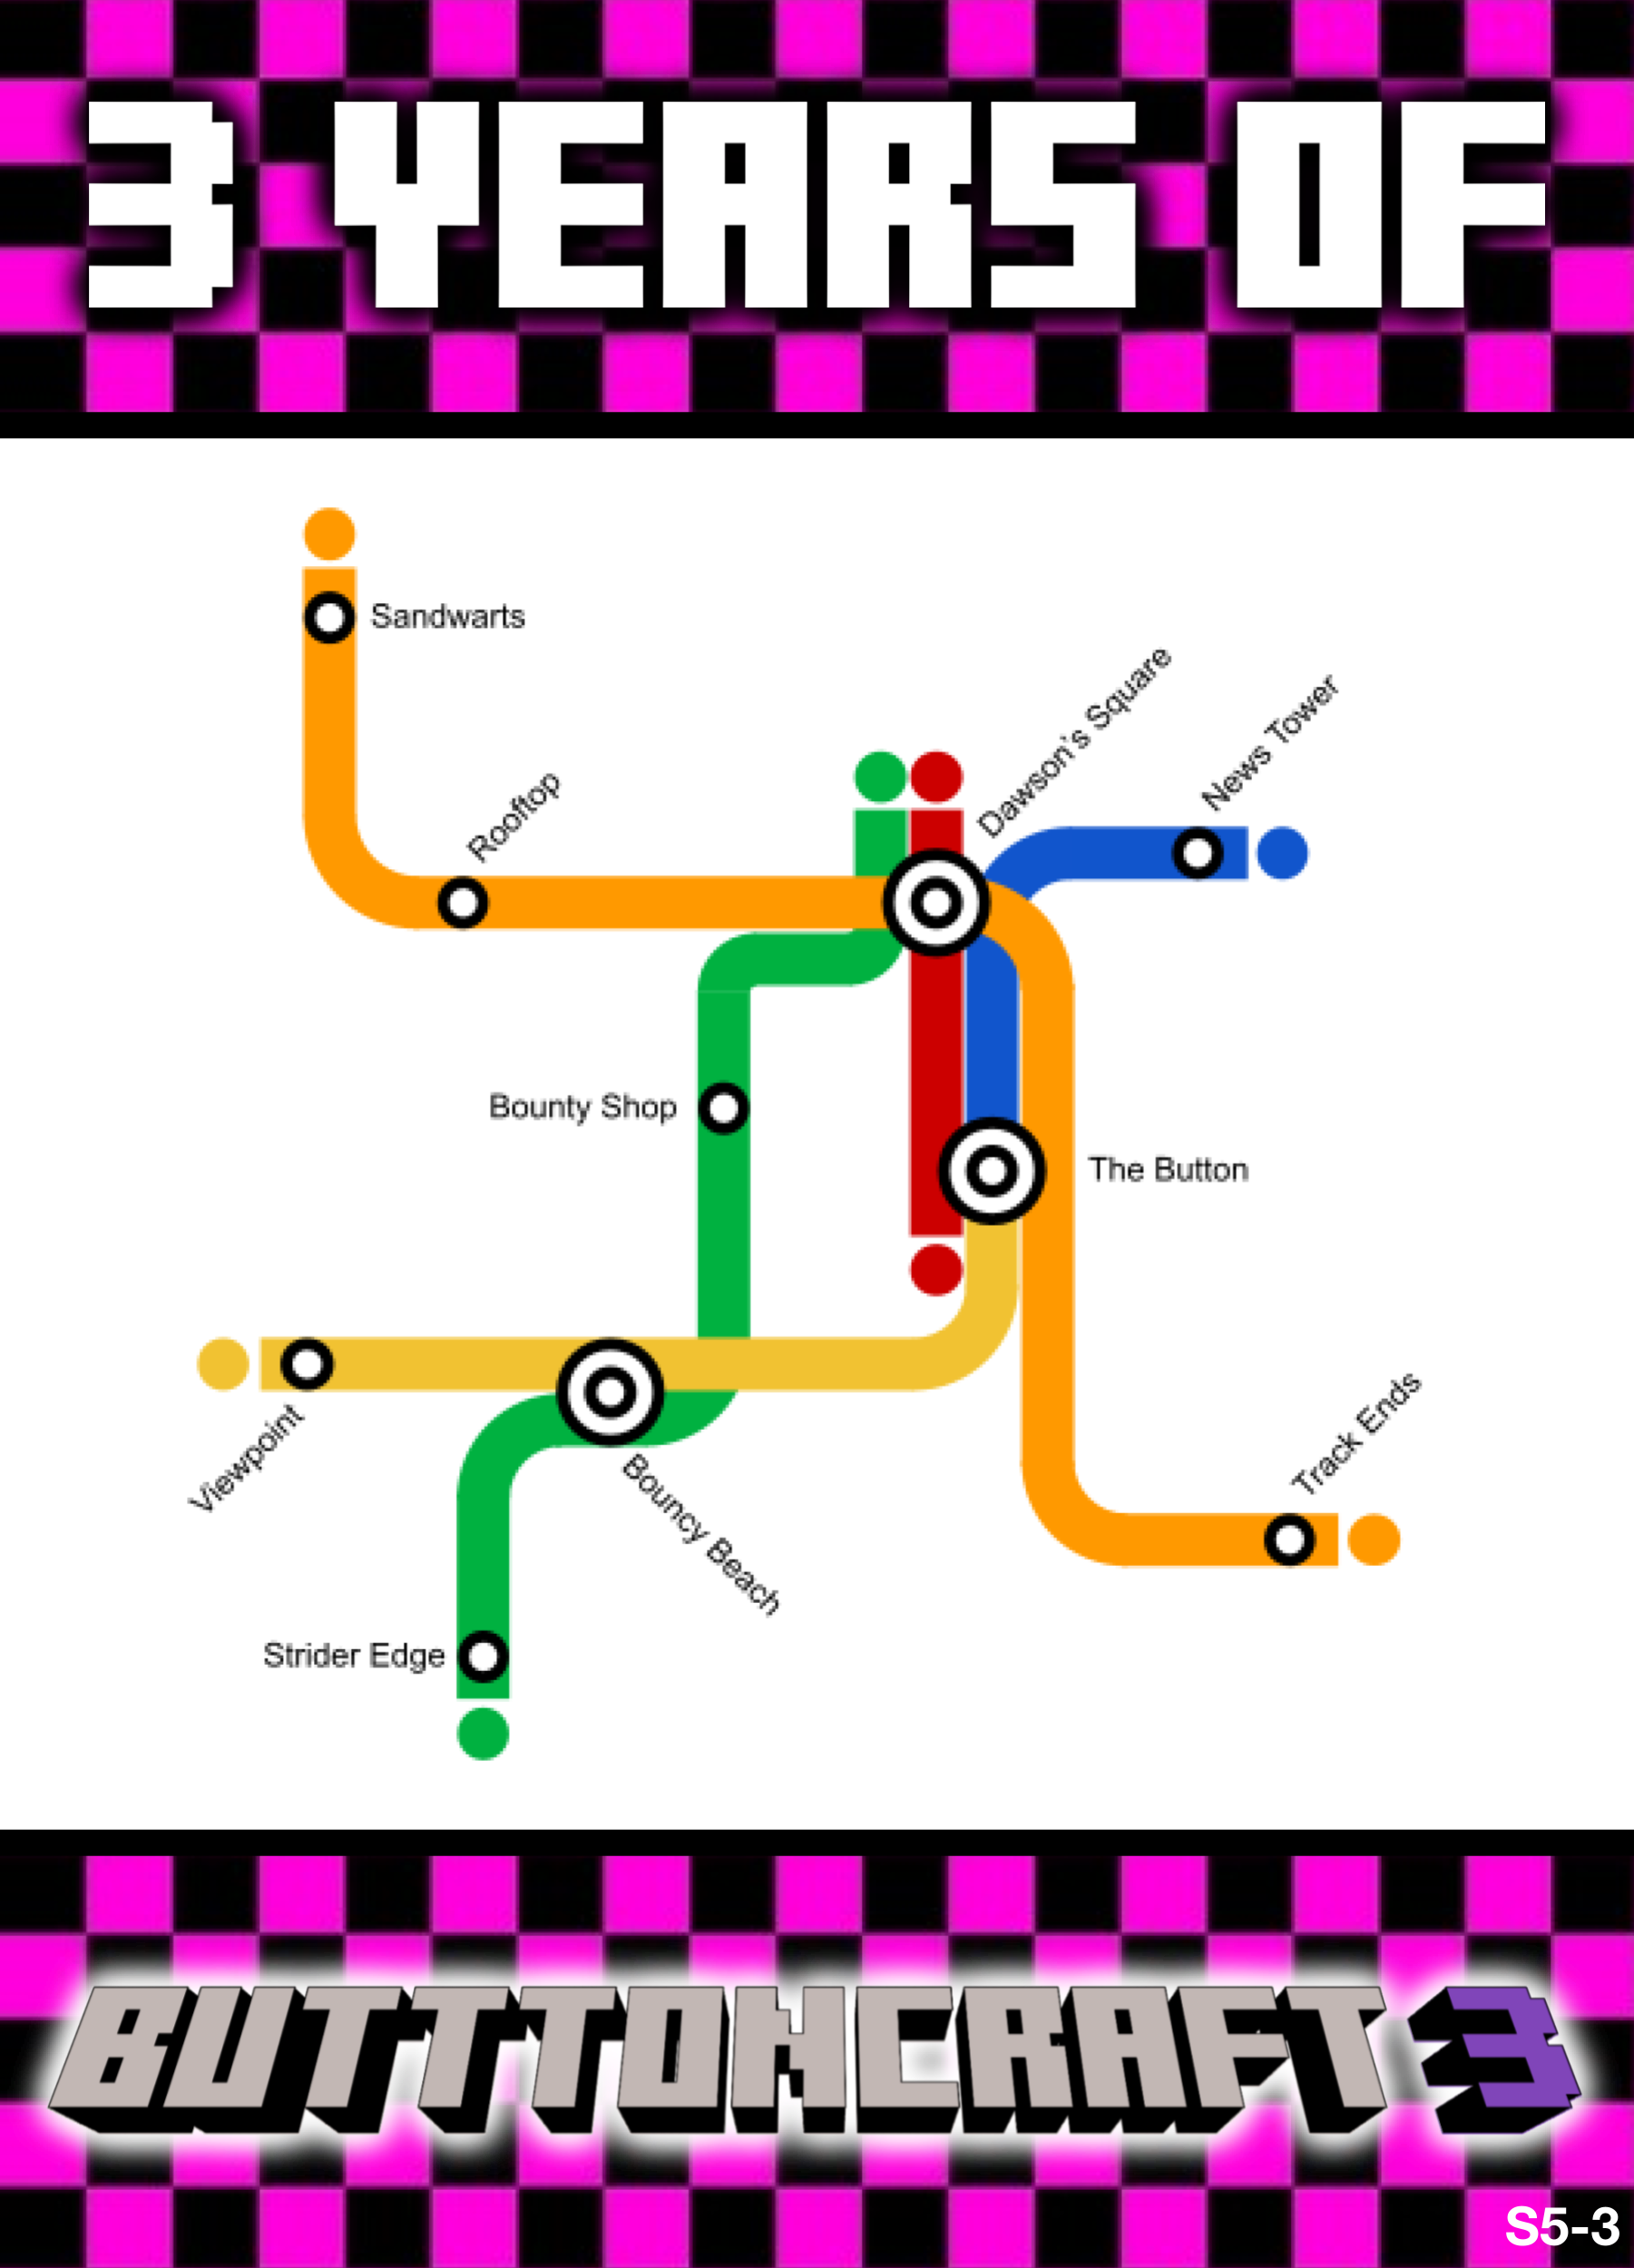 3 YEARS OF
Sandwarts
Dawson's Square
News Tower
Rooftop
Bounty Shop
The Button
Viewpoint
Bouncy Beach
Track Ends
Strider Edge
BUTTTONCRAFT 3
S5-3